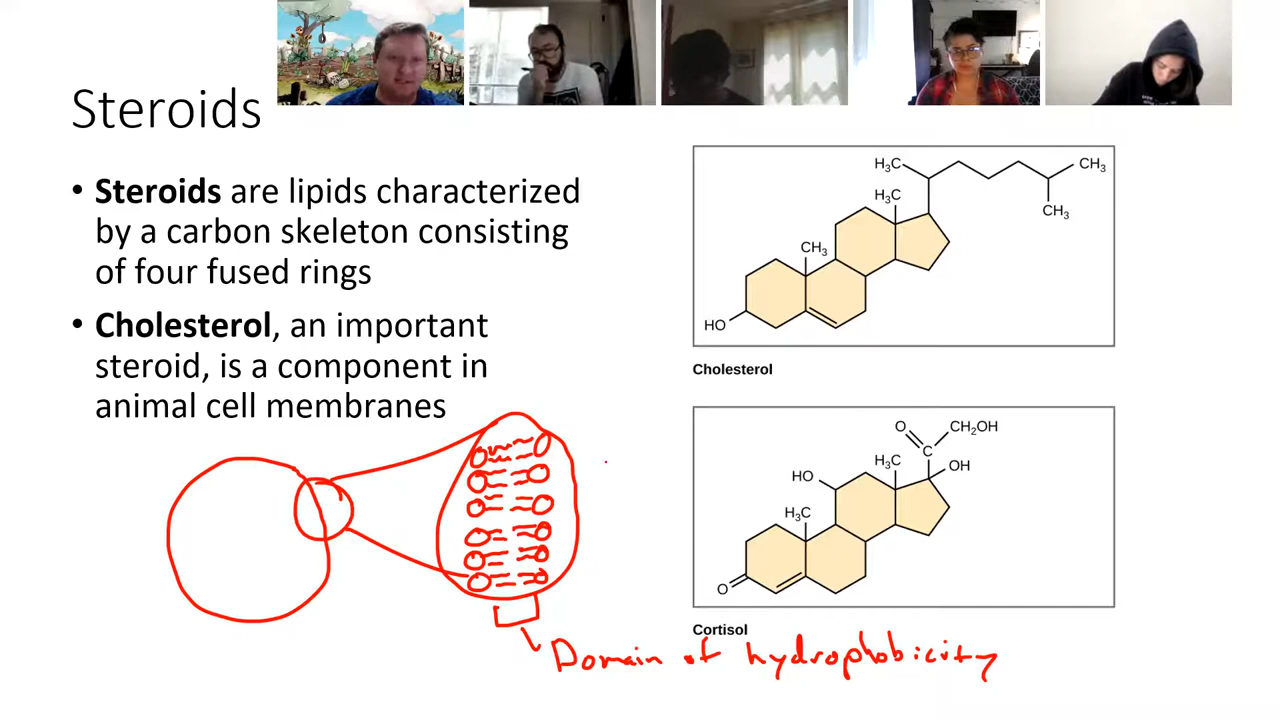 Steroids
• Steroids are lipids characterized
by a carbon skeleton consisting
of four fused rings
• Cholesterol, an important
steroid, is a component in
animal cell membranes
H₃C
CH₃
H₃C
CH₃
CH₃
HO
Cholesterol
O
CH₂OH
C
H₃C
OH
HO
H₃C
O
Cortisol
Domain of hydrophobicity